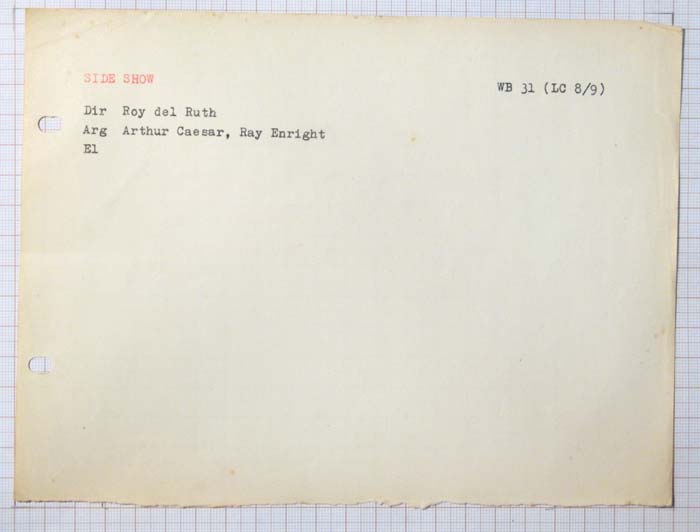 SIDE SHOW
WB 31 (LC 8/9)
Dir Roy del Ruth
Arg Arthur Caesar, Ray Enright
El